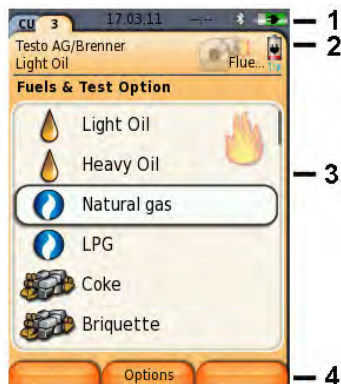 CU 3 17.03.11 --:-- 1
Testo AG/Brenner 2
Light Oil Flue...
Fuels & Test Option
Light Oil
Heavy Oil
3
Natural gas
LPG
Coke
Briquette
Options 4